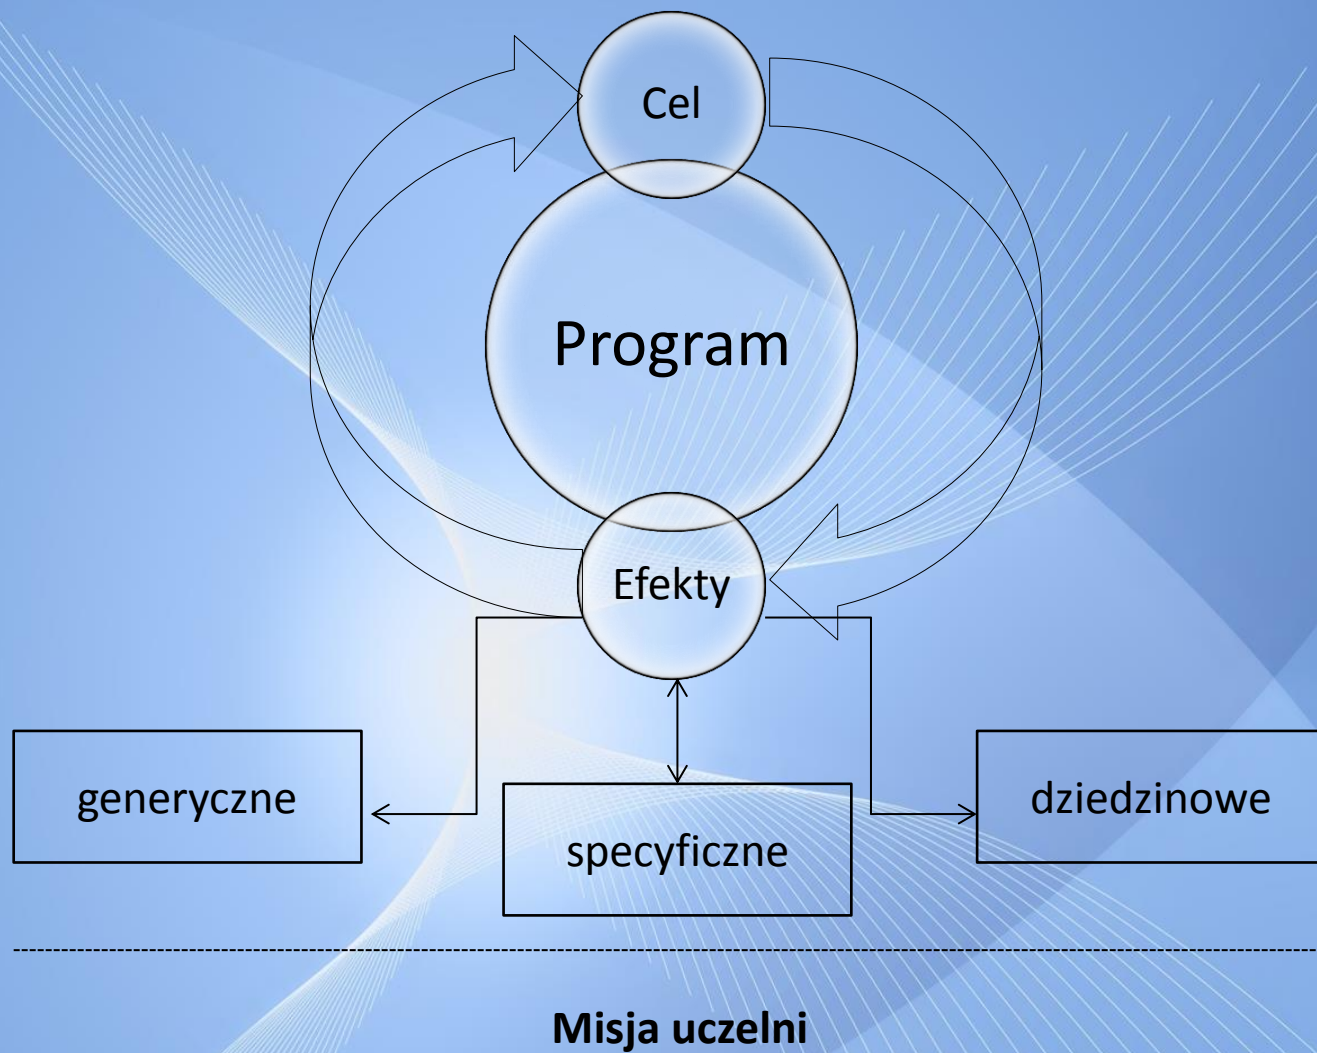 Cel
Program
Efekty
generyczne
specyficzne
dziedzinowe
Misja uczelni